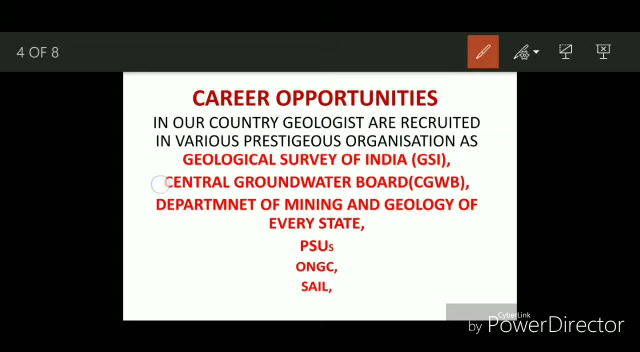 4 OF 8
CAREER OPPORTUNITIES
IN OUR COUNTRY GEOLOGIST ARE RECRUITED
IN VARIOUS PRESTIGEOUS ORGANISATION AS
GEOLOGICAL SURVEY OF INDIA (GSI),
CENTRAL GROUNDWATER BOARD(CGWB),
DEPARTMNET OF MINING AND GEOLOGY OF
EVERY STATE,
PSUs
ONGC,
SAIL,
CyberLink
by PowerDirector